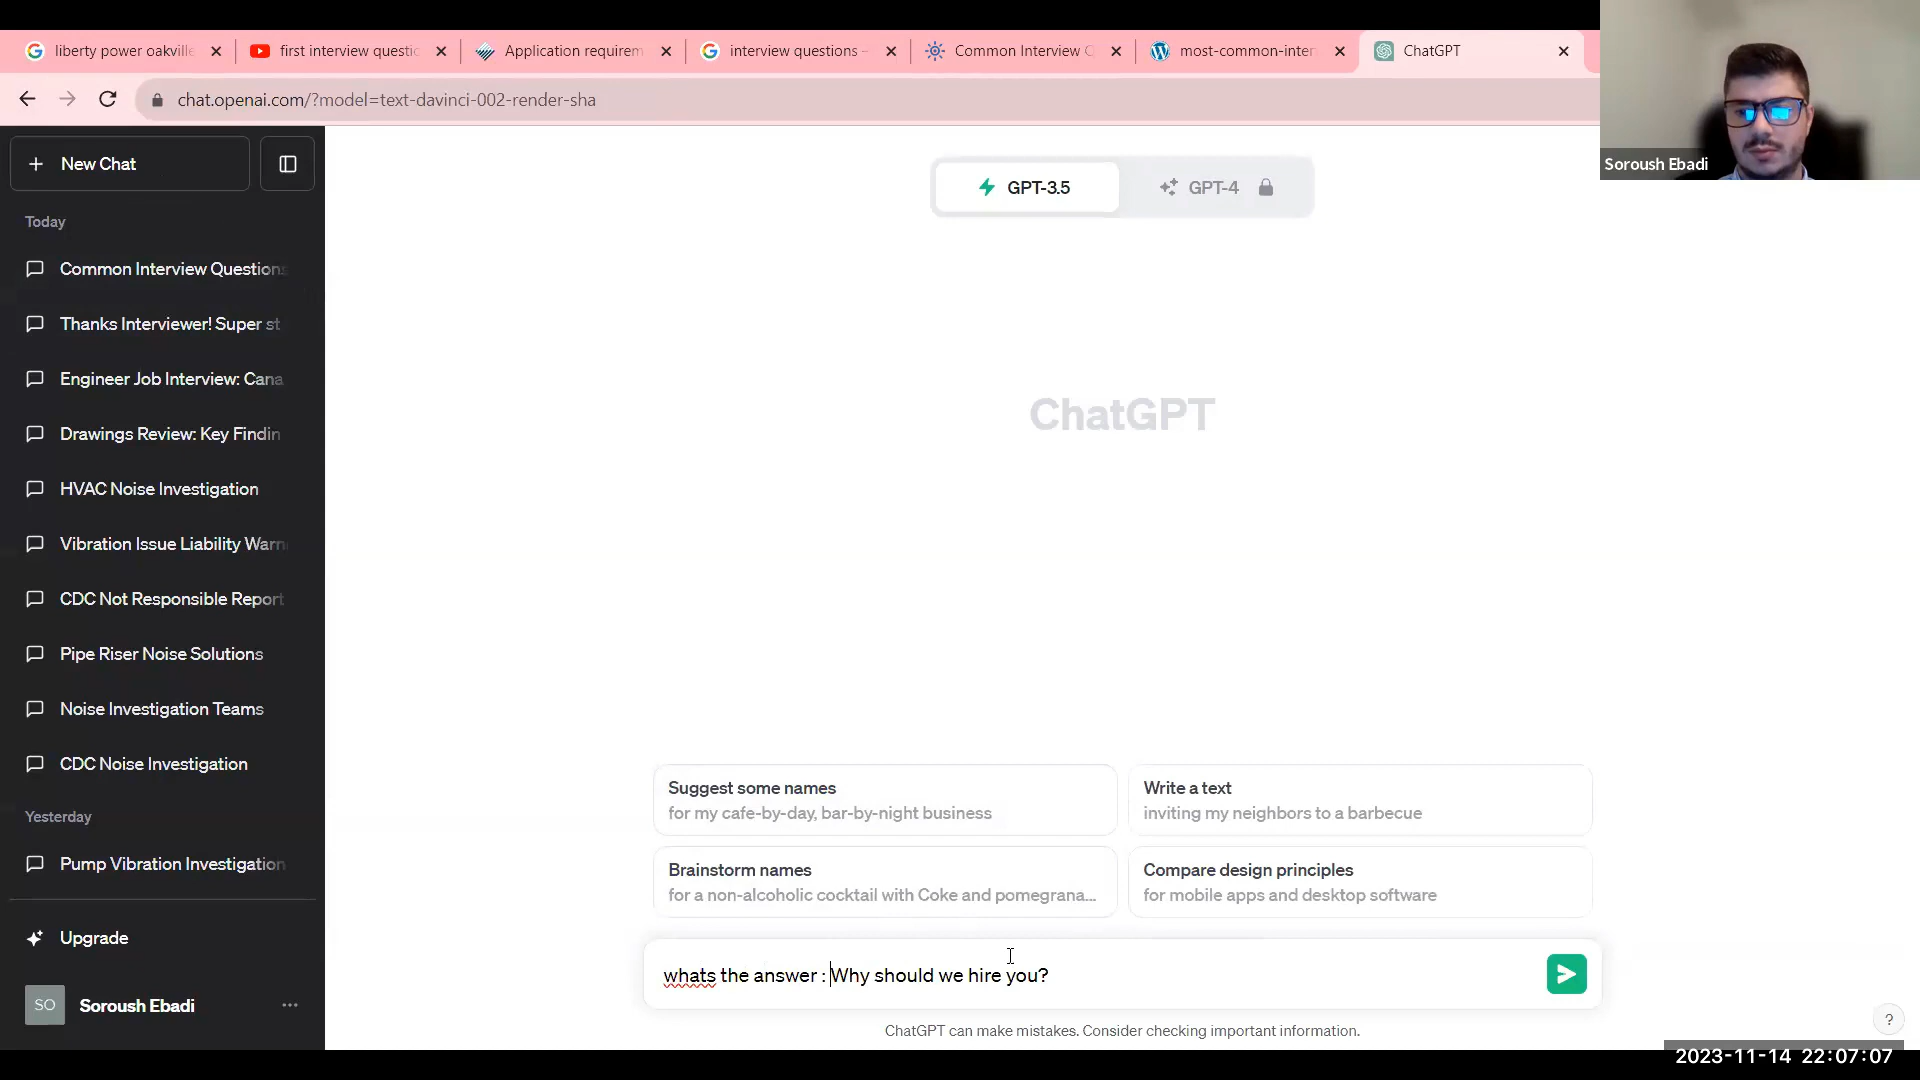 liberty power oakville
first interview questic
Application requirem
interview questions -
Common Interview Q
most-common-inter
ChatGPT
chat.openai.com/?model=text-davinci-002-render-sha
Soroush Ebadi
New Chat
Today
Common Interview Questions
Thanks Interviewer! Super st
Engineer Job Interview: Cana
Drawings Review: Key Findin
HVAC Noise Investigation
Vibration Issue Liability Warn
CDC Not Responsible Report
Pipe Riser Noise Solutions
Noise Investigation Teams
CDC Noise Investigation
Yesterday
Pump Vibration Investigation
Upgrade
SO
Soroush Ebadi
...
GPT-3.5
GPT-4
ChatGPT
Suggest some names
for my cafe-by-day, bar-by-night business
Write a text
inviting my neighbors to a barbecue
Brainstorm names
for a non-alcoholic cocktail with Coke and pomegrana...
Compare design principles
for mobile apps and desktop software
whats the answer : Why should we hire you?
ChatGPT can make mistakes. Consider checking important information.
?
2023-11-14 22:07:07